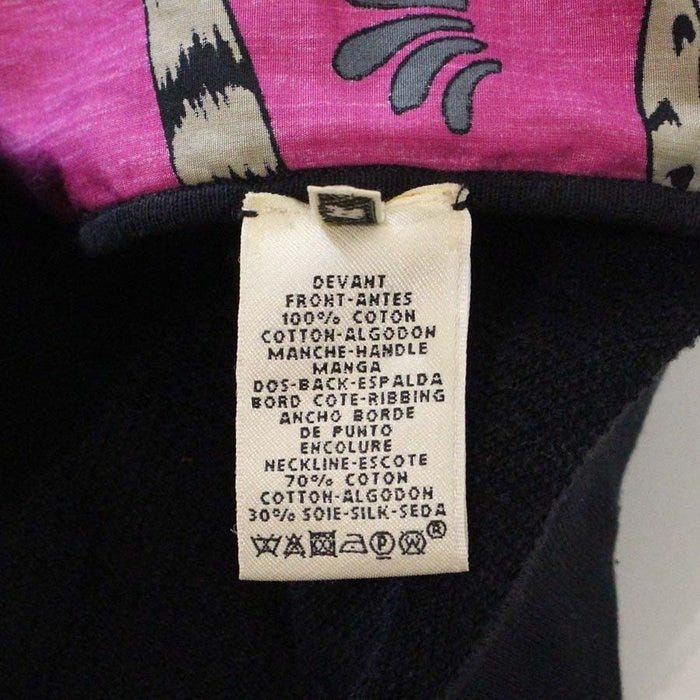 DEVANT
FRONT-ANTES
100% COTON
COTTON-ALGODON
MANCHE-HANDLE
MANGA
DOS-BACK-ESPALDA
BORD COTE-RIBBING
ANCHO BORDE
DE PUNTO
ENCOLURE
NECKLINE-ESCOTE
70% COTON
COTTON-ALGODON
30% SOIE-SILK-SEDA
P W ®